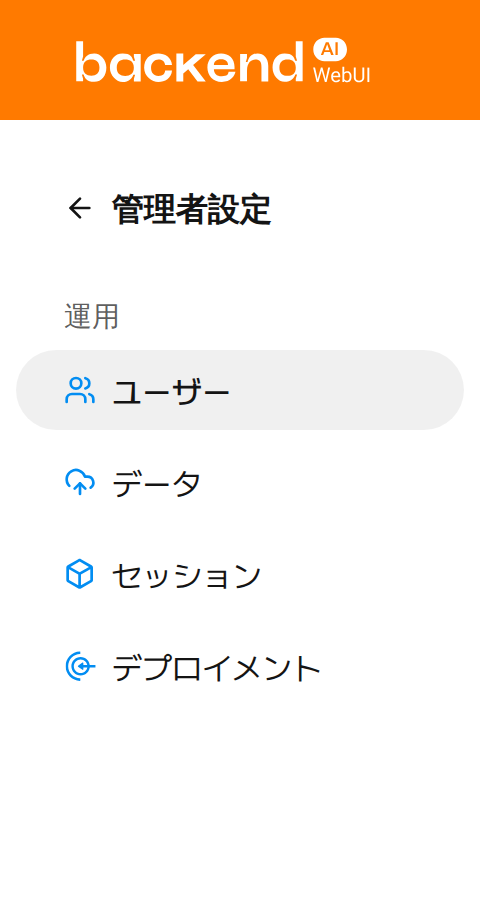 backend AI
WebUI
管理者設定
運用
ユーザー
データ
セッション
デプロイメント